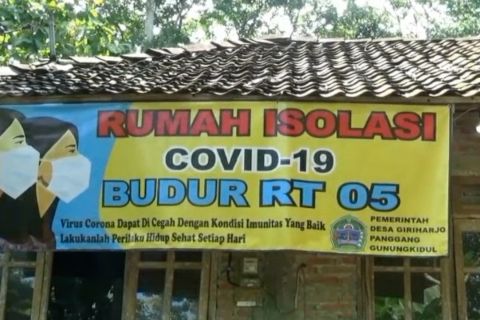 RUMAH ISOLASI
COVID-19
BUDUR RT 05
Virus Corona Dapat Di Cegah Dengan Kondisi Imunitas Yang Baik
Lakukanlah Perilaku Hidup Sehat Setiap Hari
PEMERINTAH
DESA GIRIHARJO
PANGGANG
GUNUNGKIDUL